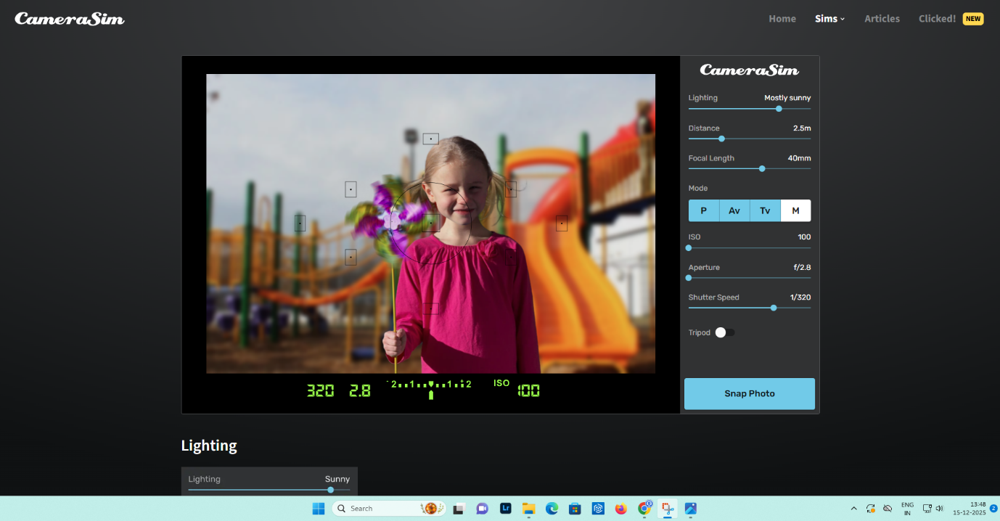 CameraSim
Home Sims Articles Clicked! NEW
CameraSim
Lighting Mostly sunny
Distance 2.5m
Focal Length 40mm
Mode
P Av Tv M
ISO 100
Aperture f/2.8
Shutter Speed 1/320
Tripod
Snap Photo
320 2.8 -2..1..▼..1..+2 ISO 100
Lighting
Lighting Sunny
Search
Lr
ENG
IN
13:48
15-12-2025
2